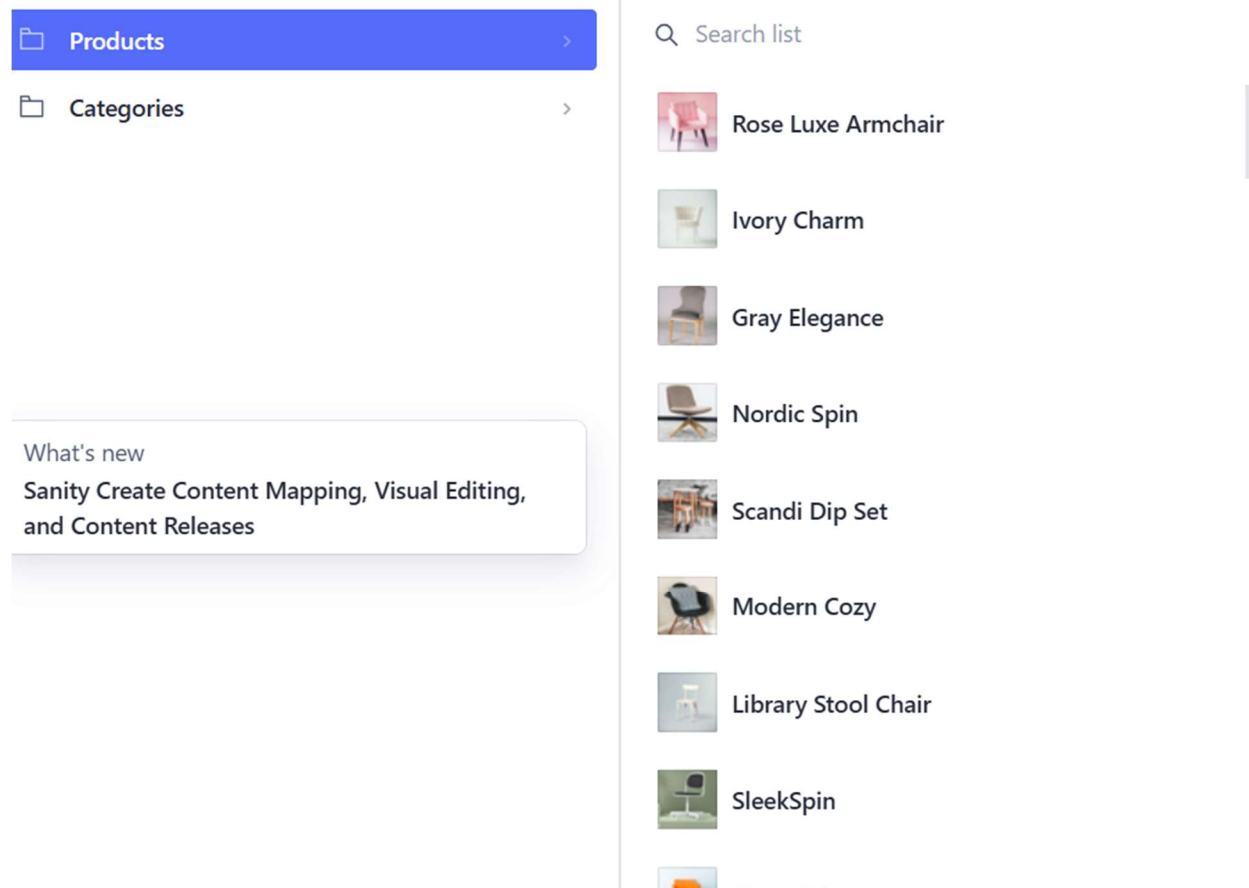 Products
Categories
What's new
Sanity Create Content Mapping, Visual Editing,
and Content Releases
Search list
Rose Luxe Armchair
Ivory Charm
Gray Elegance
Nordic Spin
Scandi Dip Set
Modern Cozy
Library Stool Chair
SleekSpin